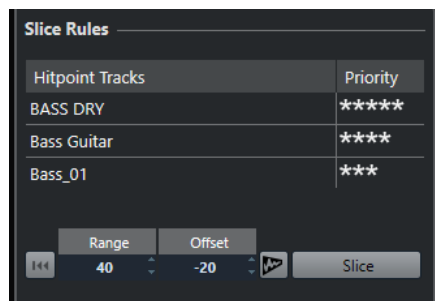 Slice Rules
Hitpoint Tracks Priority
BASS DRY *****
Bass Guitar ****
Bass_01 ***
Range Offset
40 -20 Slice